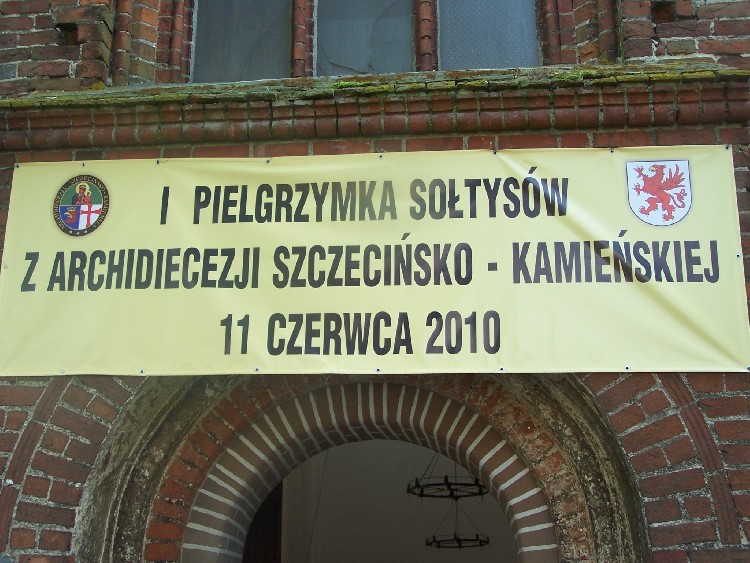 I PIELGRZYMKA SOŁTYSÓW
Z ARCHIDIECEZJI SZCZECIŃSKO - KAMIEŃSKIEJ
11 CZERWCA 2010